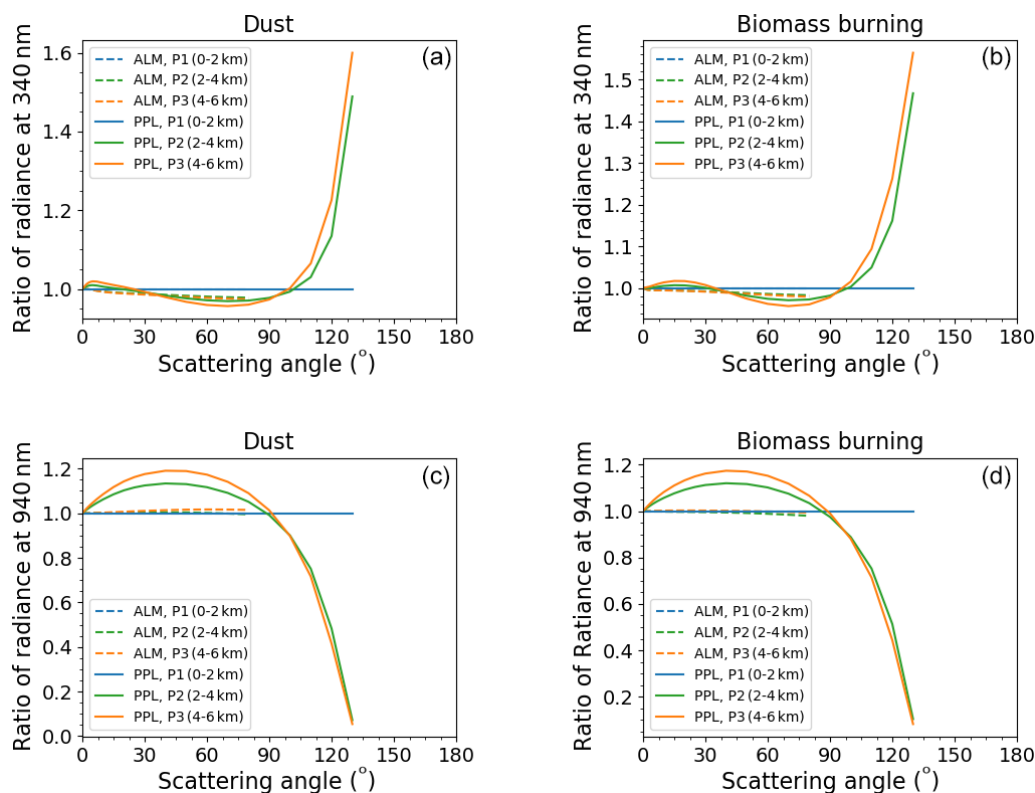 Dust
(a)
Ratio of radiance at 340 nm
1.6
1.4
1.2
1.0
ALM, P1 (0-2 km)
ALM, P2 (2-4 km)
ALM, P3 (4-6 km)
PPL, P1 (0-2 km)
PPL, P2 (2-4 km)
PPL, P3 (4-6 km)
0 30 60 90 120 150 180
Scattering angle (°)
Biomass burning
(b)
Ratio of radiance at 340 nm
1.5
1.4
1.3
1.2
1.1
1.0
ALM, P1 (0-2 km)
ALM, P2 (2-4 km)
ALM, P3 (4-6 km)
PPL, P1 (0-2 km)
PPL, P2 (2-4 km)
PPL, P3 (4-6 km)
0 30 60 90 120 150 180
Scattering angle (°)
Dust
(c)
Ratio of radiance at 940 nm
1.2
1.0
0.8
0.6
0.4
0.2
0.0
ALM, P1 (0-2 km)
ALM, P2 (2-4 km)
ALM, P3 (4-6 km)
PPL, P1 (0-2 km)
PPL, P2 (2-4 km)
PPL, P3 (4-6 km)
0 30 60 90 120 150 180
Scattering angle (°)
Biomass burning
(d)
Ratio of Ratiance at 940 nm
1.2
1.0
0.8
0.6
0.4
0.2
ALM, P1 (0-2 km)
ALM, P2 (2-4 km)
ALM, P3 (4-6 km)
PPL, P1 (0-2 km)
PPL, P2 (2-4 km)
PPL, P3 (4-6 km)
0 30 60 90 120 150 180
Scattering angle (°)